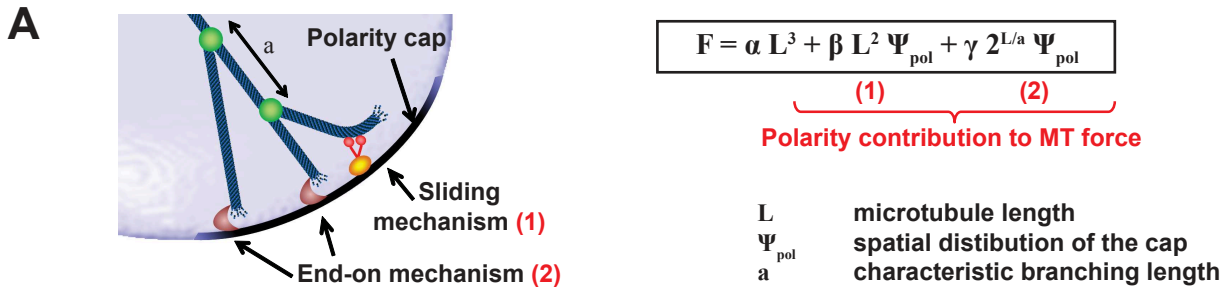 A
a
Polarity cap
Sliding
mechanism (1)
End-on mechanism (2)
F = α L³ + β L² Ψpol + γ 2^L/a Ψpol
(1) (2)
Polarity contribution to MT force
L microtubule length
Ψpol spatial distibution of the cap
a characteristic branching length